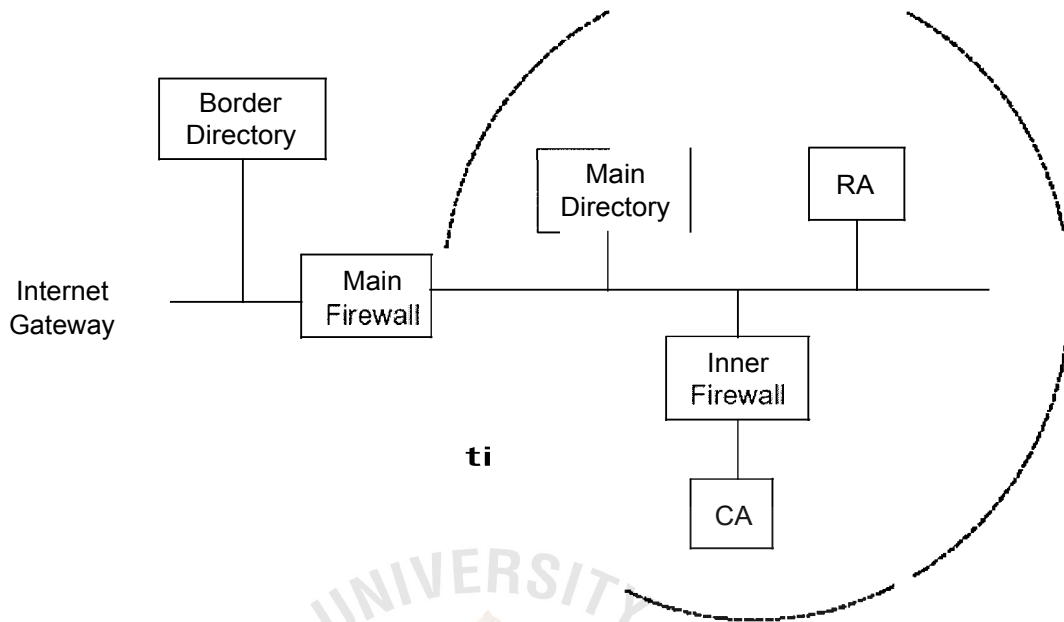 Border
Directory
Main
Directory
RA
Internet
Gateway
Main
Firewall
Inner
Firewall
ti
CA
UNIVERSITY